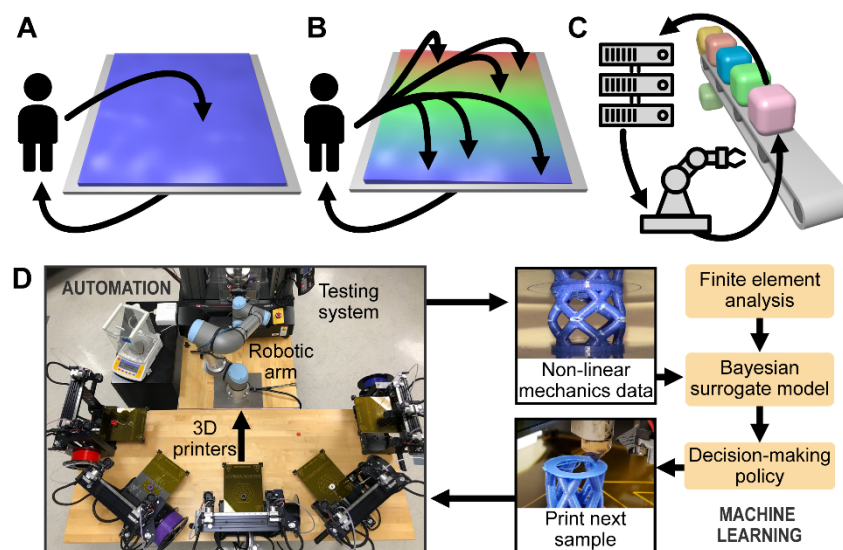 A
B
C
D
AUTOMATION
Testing
system
Robotic
arm
3D
printers
Non-linear
mechanics data
Print next
sample
Finite element
analysis
Bayesian
surrogate model
Decision-making
policy
MACHINE
LEARNING